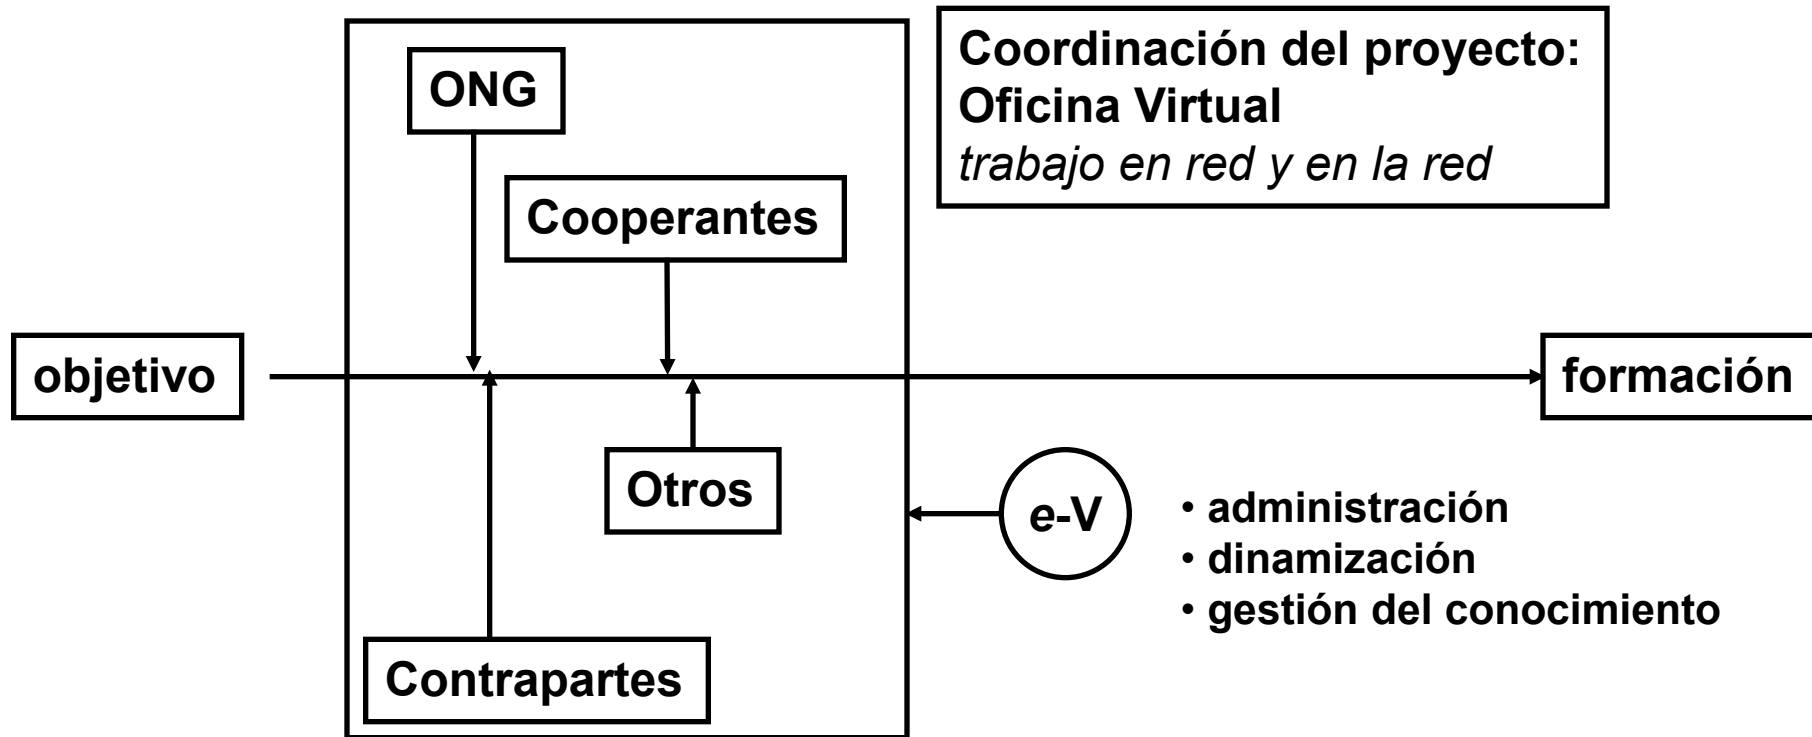 Coordinación del proyecto:
Oficina Virtual
trabajo en red y en la red
ONG
Cooperantes
objetivo
formación
Otros
e-V
• administración
• dinamización
• gestión del conocimiento
Contrapartes